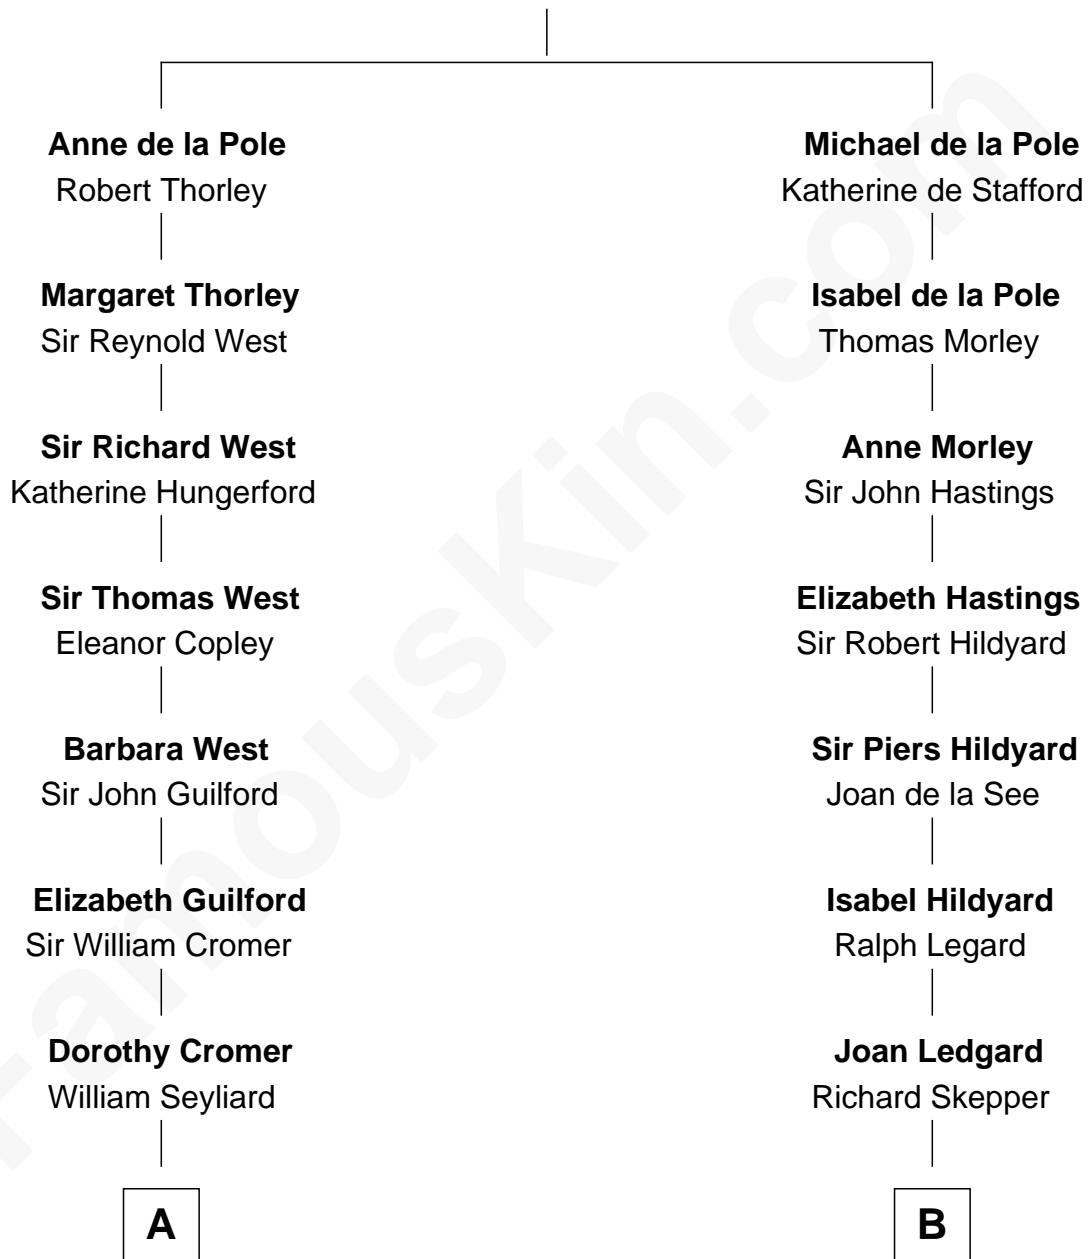 Anne de la Pole
Robert Thorley
Margaret Thorley
Sir Reynold West
Sir Richard West
Katherine Hungerford
Sir Thomas West
Eleanor Copley
Barbara West
Sir John Guilford
Elizabeth Guilford
Sir William Cromer
Dorothy Cromer
William Seyliard
A
Michael de la Pole
Katherine de Stafford
Isabel de la Pole
Thomas Morley
Anne Morley
Sir John Hastings
Elizabeth Hastings
Sir Robert Hildyard
Sir Piers Hildyard
Joan de la See
Isabel Hildyard
Ralph Legard
Joan Ledgard
Richard Skepper
B
FamousKin.com